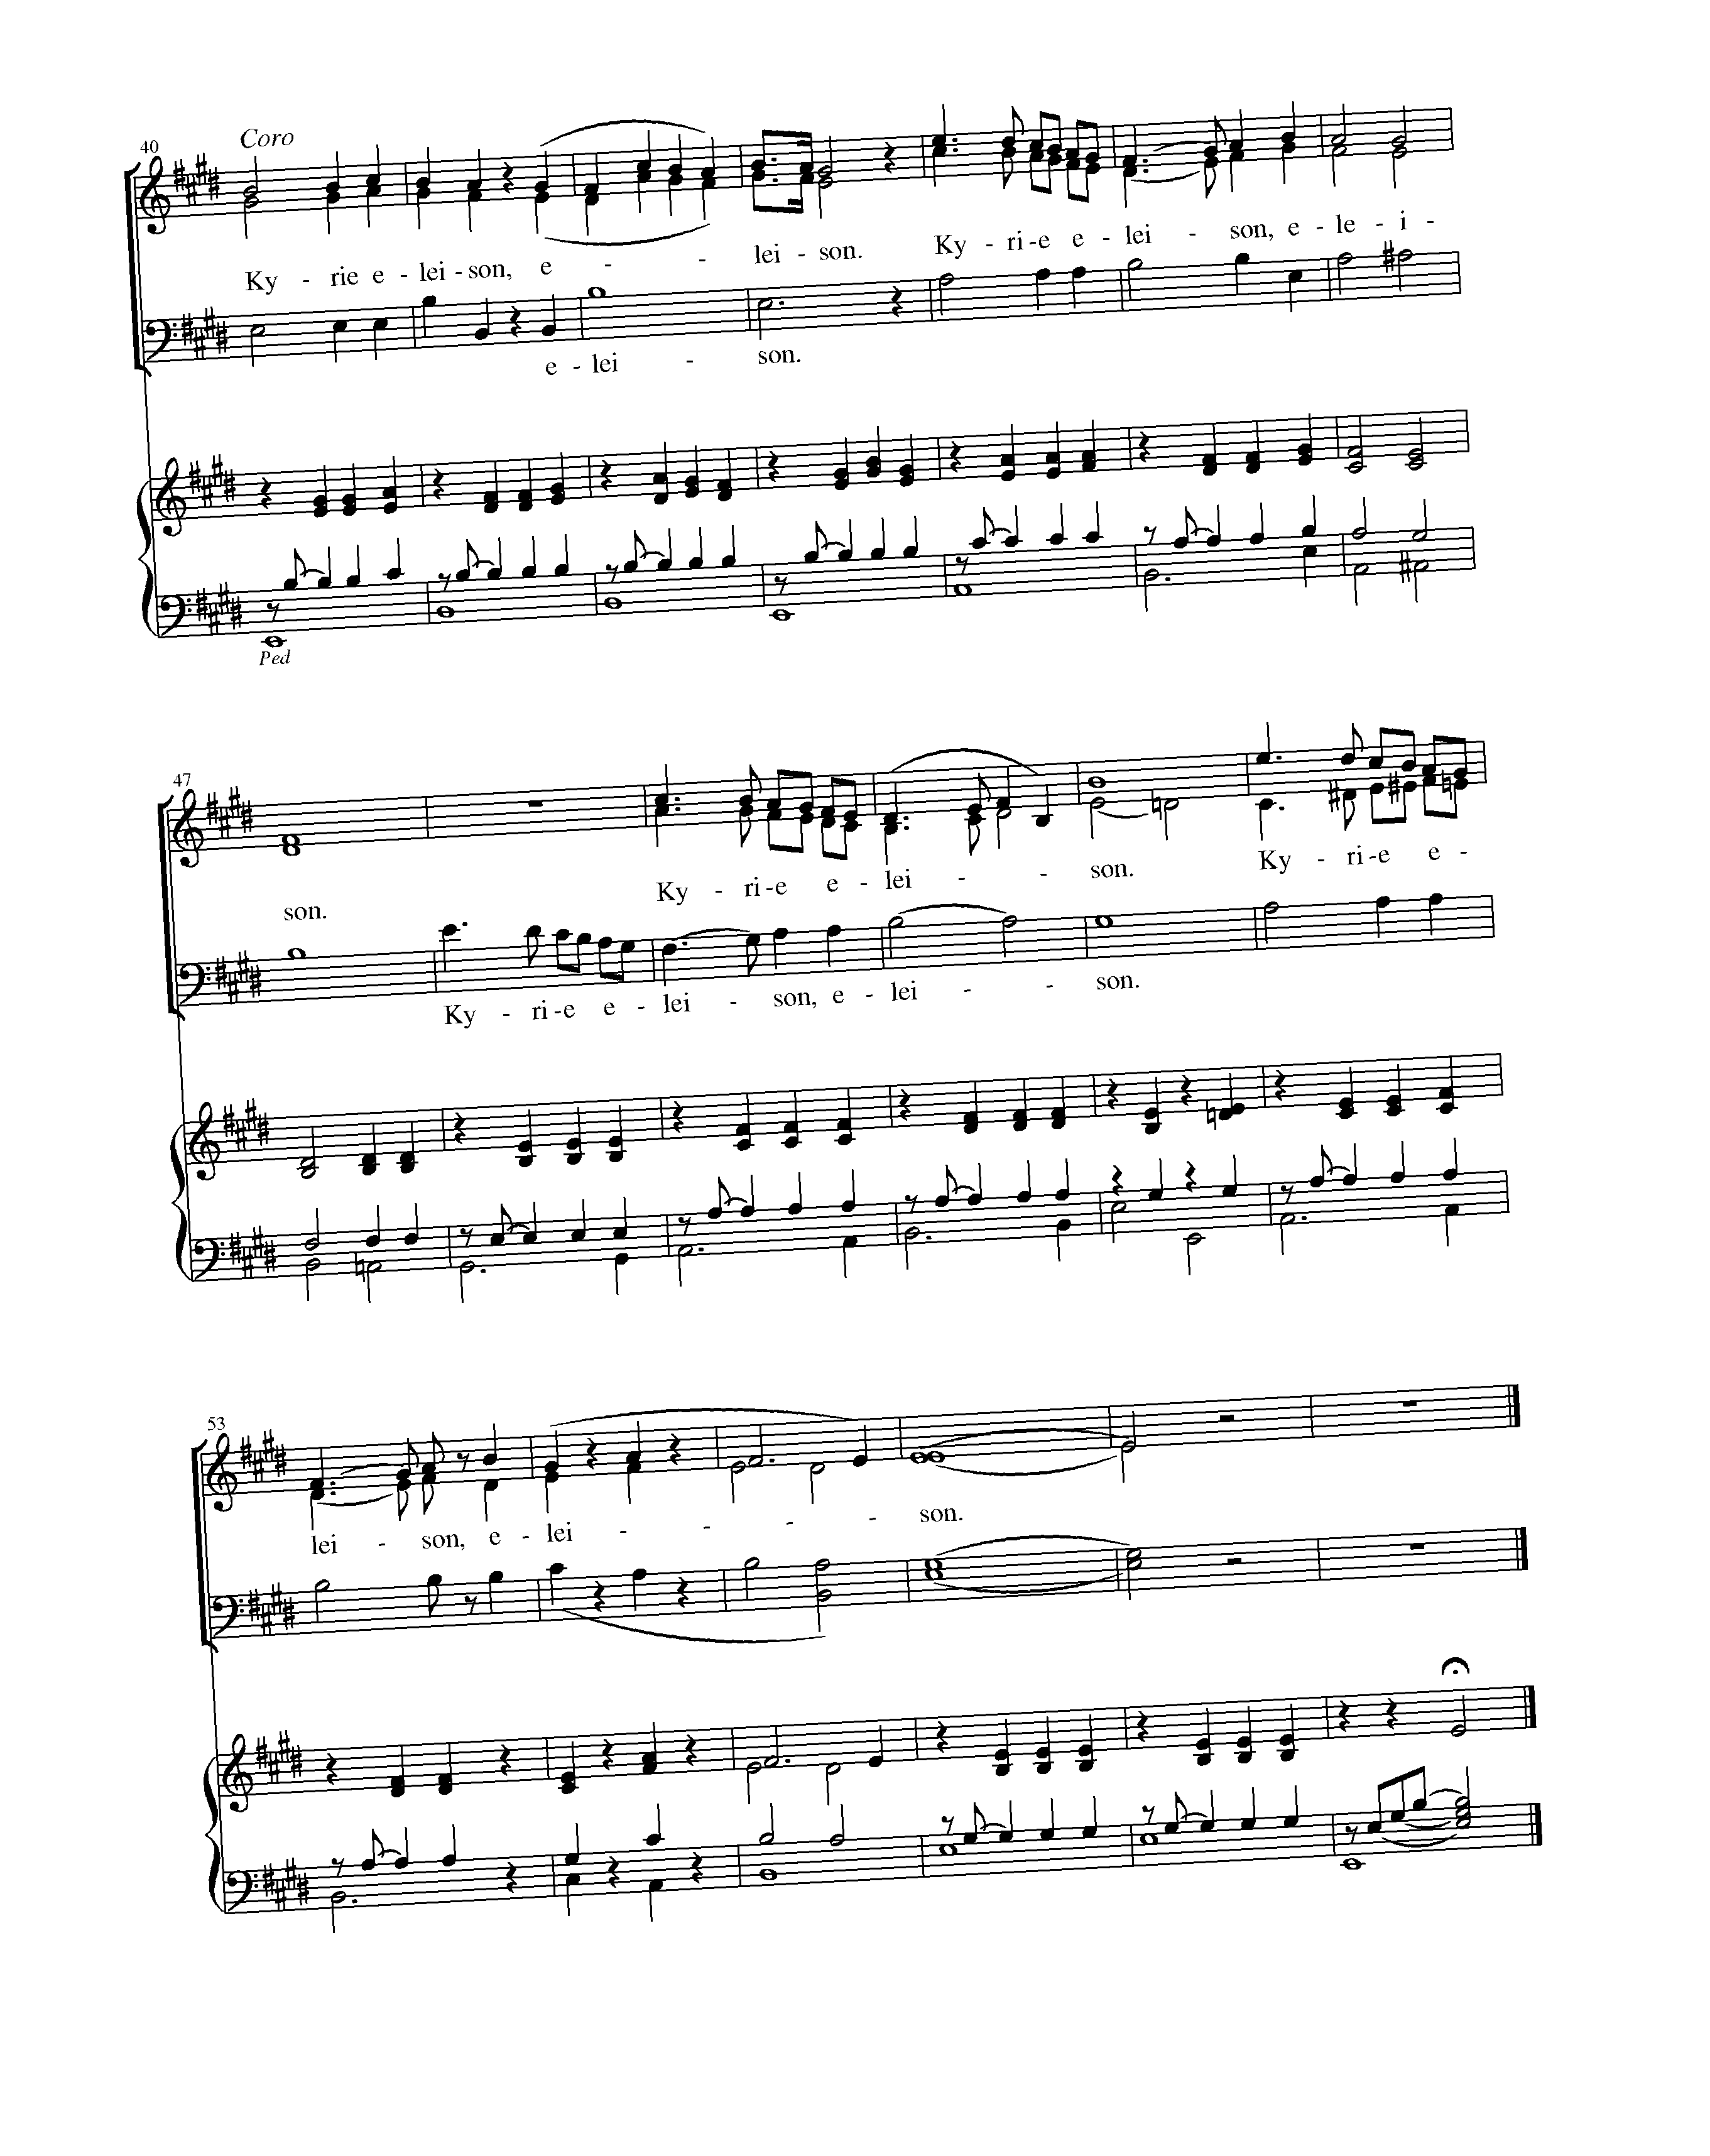 40
Coro
Ky - rie e - lei - son, e - - lei - son. Ky - ri - e e - lei - son, e - le - i -
e - lei - son.
Ped
47
son. Ky - ri - e e - lei - - son. Ky - ri - e e -
Ky - ri - e e - lei - son, e - lei - - son.
53
lei - son, e - lei - - - - son.